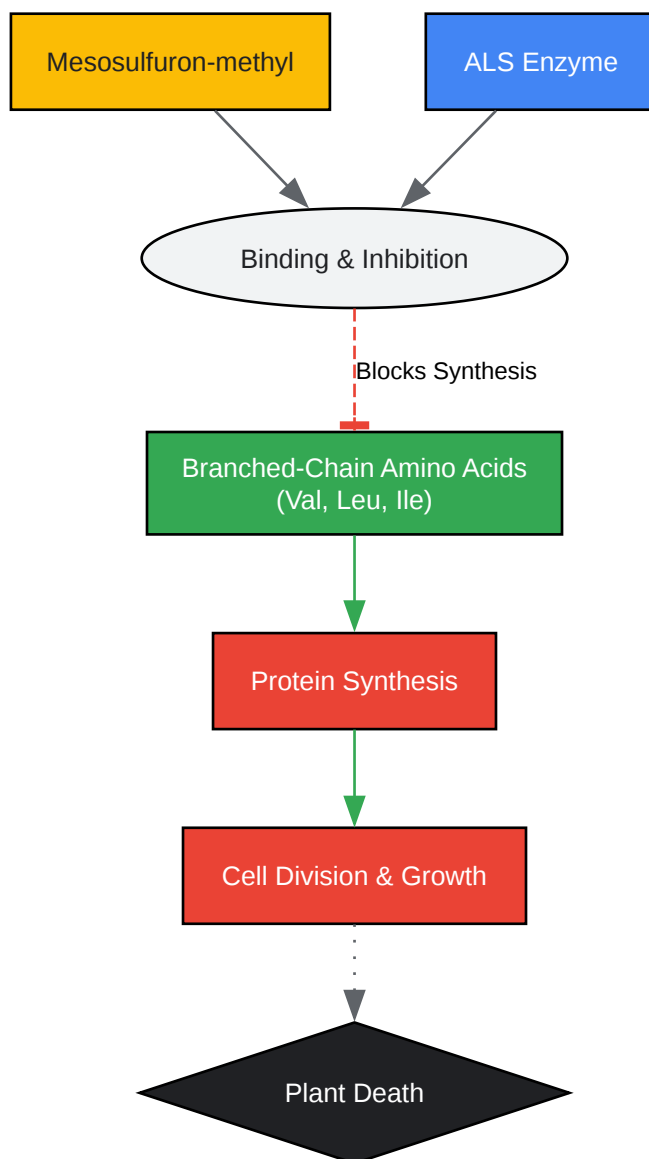 Mesosulfuron-methyl
ALS Enzyme
Binding & Inhibition
Blocks Synthesis
Branched-Chain Amino Acids
(Val, Leu, Ile)
Protein Synthesis
Cell Division & Growth
Plant Death